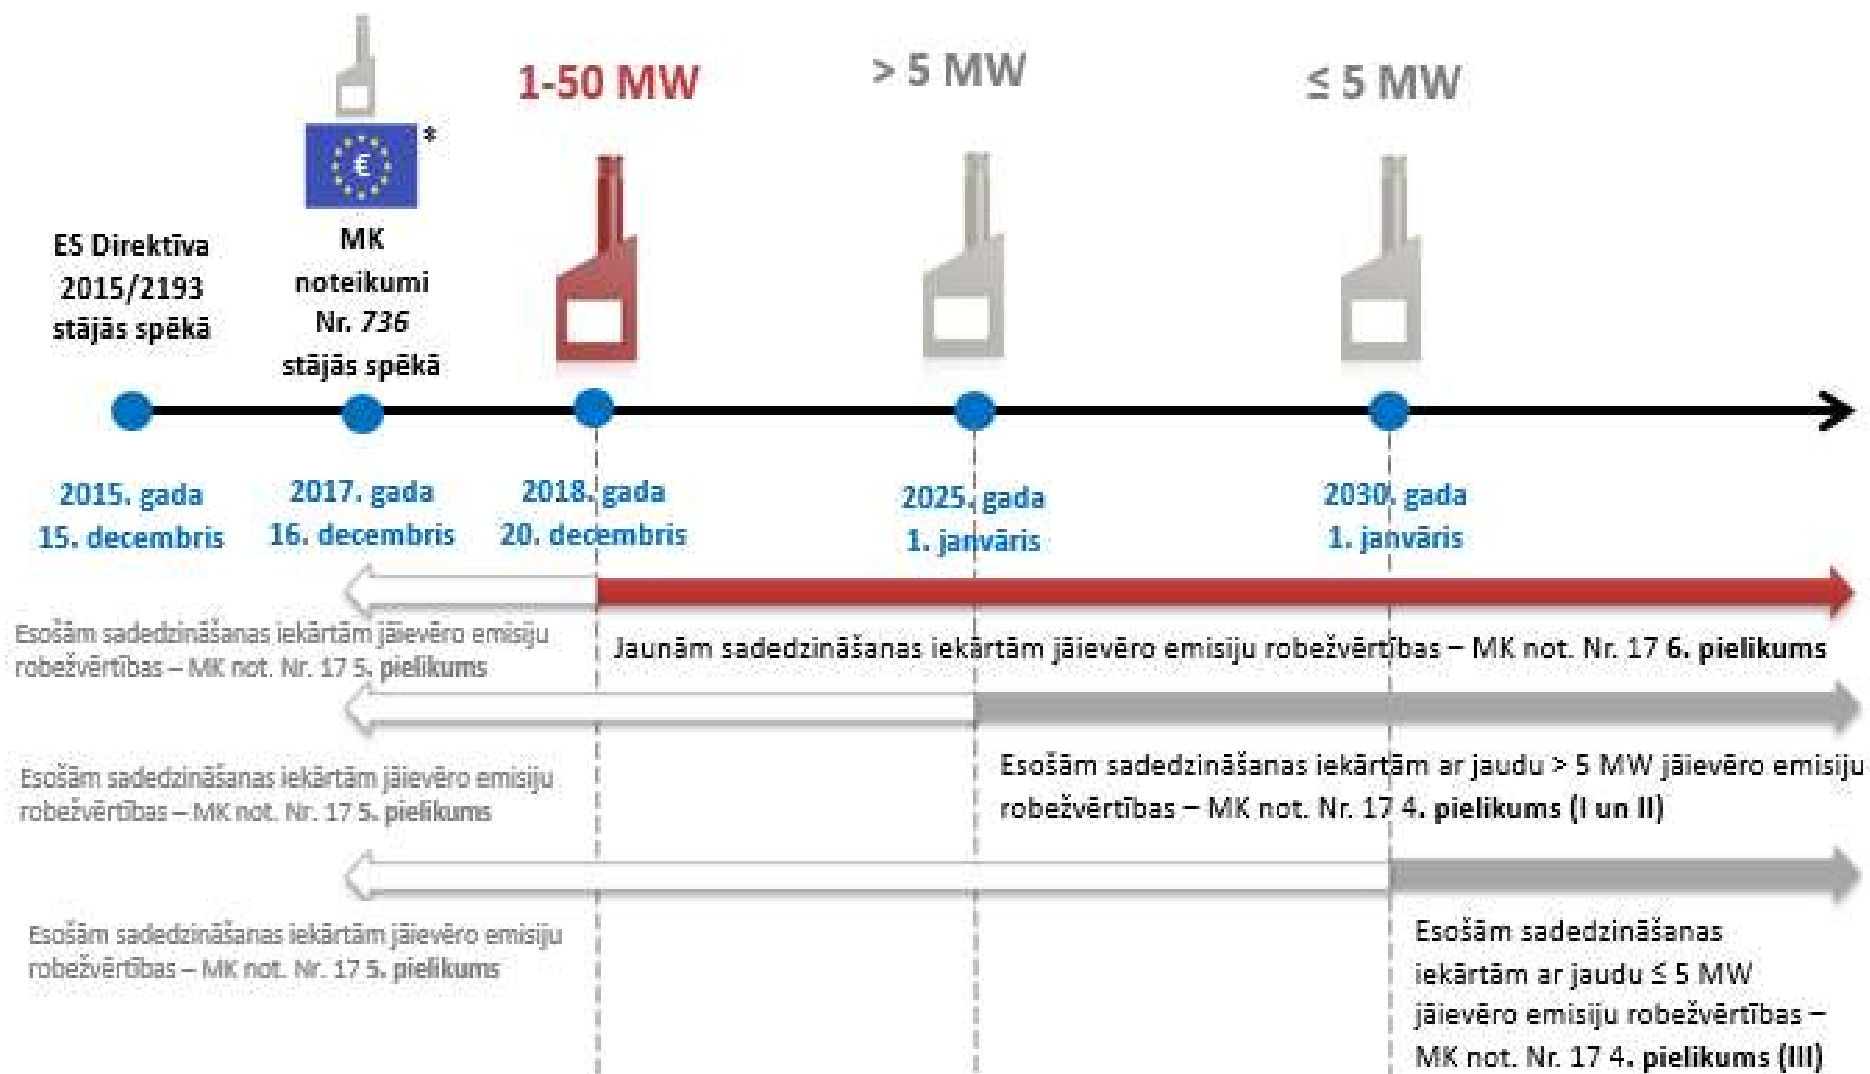 1-50 MW
> 5 MW
≤ 5 MW
€
*
ES Direktīva
2015/2193
stājās spēkā
MK
noteikumi
Nr. 736
stājās spēkā
2015. gada
15. decembris
2017. gada
16. decembris
2018. gada
20. decembris
2025. gada
1. janvāris
2030. gada
1. janvāris
Esošām sadedzināšanas iekārtām jāievēro emisiju
robežvērtības – MK not. Nr. 17 5. pielikums
Jaunām sadedzināšanas iekārtām jāievēro emisiju robežvērtības – MK not. Nr. 17 6. pielikums
Esošām sadedzināšanas iekārtām jāievēro emisiju
robežvērtības – MK not. Nr. 17 5. pielikums
Esošām sadedzināšanas iekārtām ar jaudu > 5 MW jāievēro emisiju
robežvērtības – MK not. Nr. 17 4. pielikums (I un II)
Esošām sadedzināšanas iekārtām jāievēro emisiju
robežvērtības – MK not. Nr. 17 5. pielikums
Esošām sadedzināšanas
iekārtām ar jaudu ≤ 5 MW
jāievēro emisiju robežvērtības –
MK not. Nr. 17 4. pielikums (III)